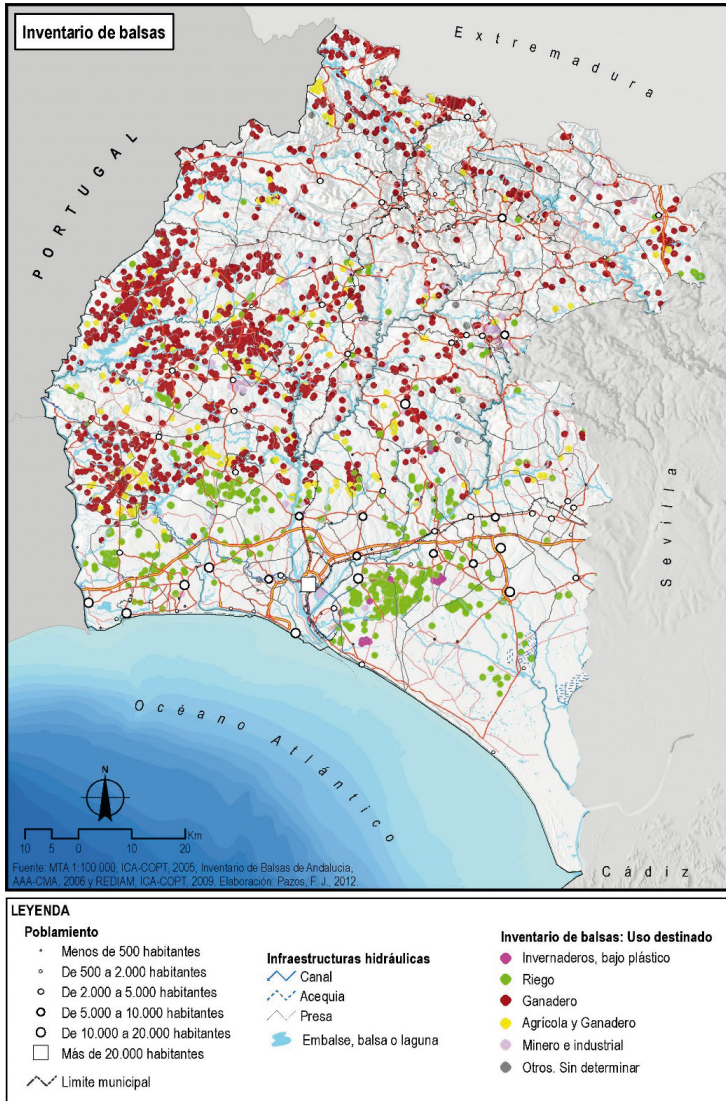 Inventario de balsas
Extremadura
PORTUGAL
Sevilla
Océano Atlántico
Cádiz
N
10 5 0 10 20 Km
Fuente: MTA 1:100.000, ICA-COPT, 2005; Inventario de Balsas de Andalucia,
AAA-CMA, 2006 y REDIAM, ICA-COPT, 2009. Elaboración: Pazos, F. J., 2012.
LEYENDA
Poblamiento
Menos de 500 habitantes
De 500 a 2.000 habitantes
De 2.000 a 5.000 habitantes
De 5.000 a 10.000 habitantes
De 10.000 a 20.000 habitantes
Más de 20.000 habitantes
Limite municipal
Infraestructuras hidráulicas
Canal
Acequia
Presa
Embalse, balsa o laguna
Inventario de balsas: Uso destinado
Invernaderos, bajo plástico
Riego
Ganadero
Agrícola y Ganadero
Minero e industrial
Otros. Sin determinar